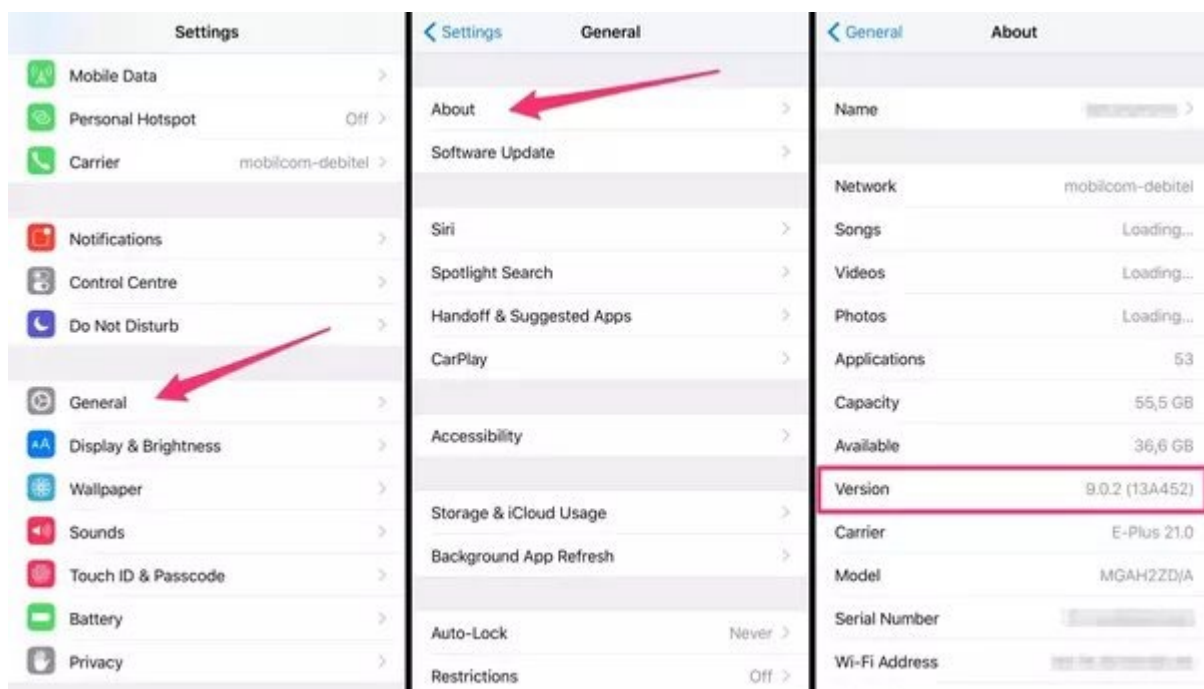 Settings
Mobile Data
Personal Hotspot Off
Carrier mobilcom-debitel
Notifications
Control Centre
Do Not Disturb
General
AA Display & Brightness
Wallpaper
Sounds
Touch ID & Passcode
Battery
Privacy
Settings General
About
Software Update
Siri
Spotlight Search
Handoff & Suggested Apps
CarPlay
Accessibility
Storage & iCloud Usage
Background App Refresh
Auto-Lock Never
Restrictions Off
General About
Name
Network mobilcom-debitel
Songs Loading...
Videos Loading...
Photos Loading...
Applications 53
Capacity 55,5 GB
Available 36,6 GB
Version 9.0.2 (13A452)
Carrier E-Plus 21.0
Model MGAH2ZD/A
Serial Number
Wi-Fi Address